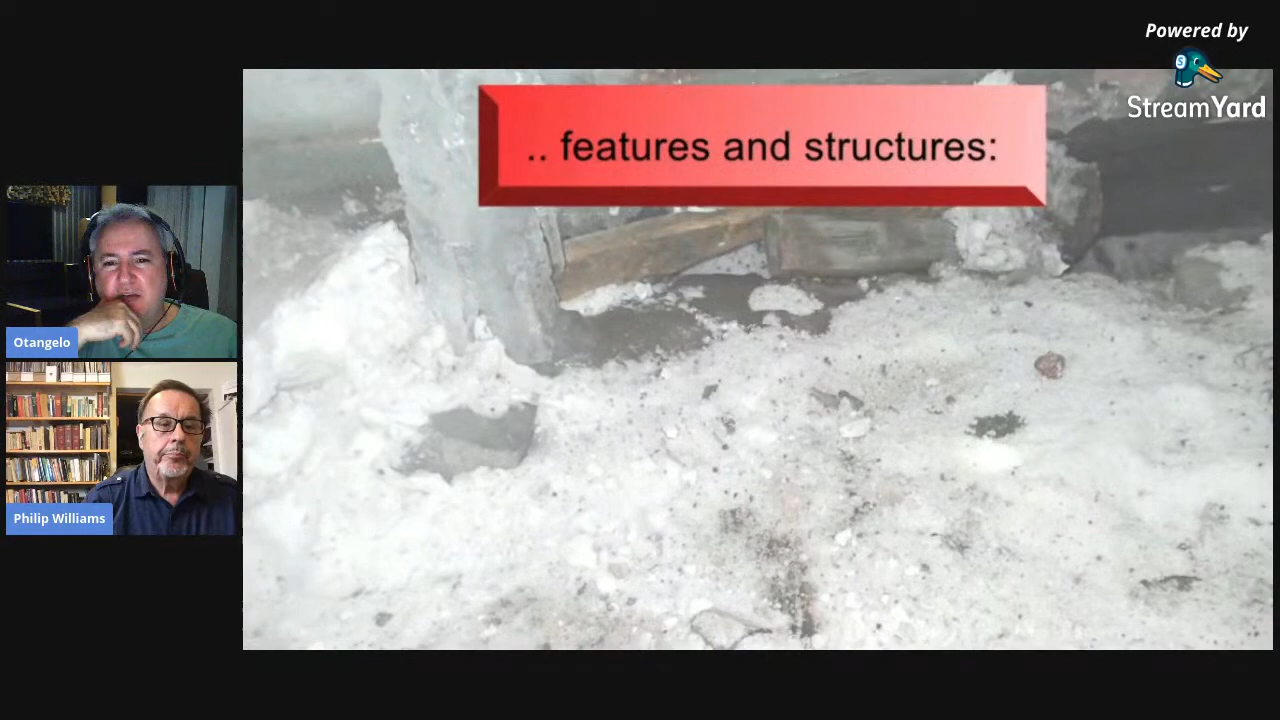 Powered by
StreamYard
.. features and structures:
Otangelo
Philip Williams